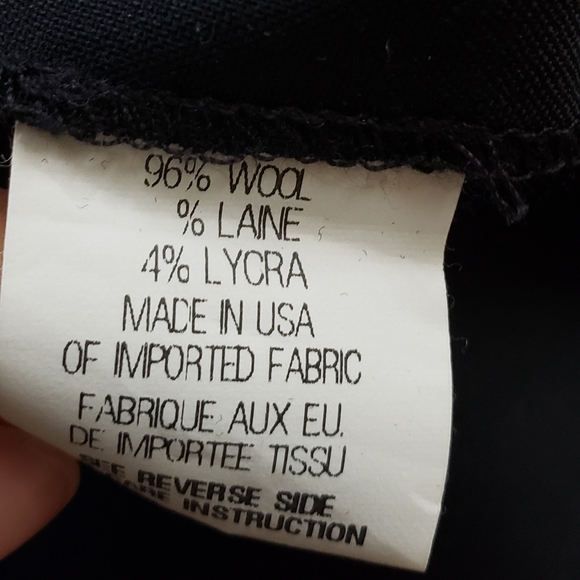 96% WOOL
% LAINE
4% LYCRA
MADE IN USA
OF IMPORTED FABRIC
FABRIQUE AUX EU.
DE IMPORTEE TISSU
SEE REVERSE SIDE
CARE INSTRUCTION